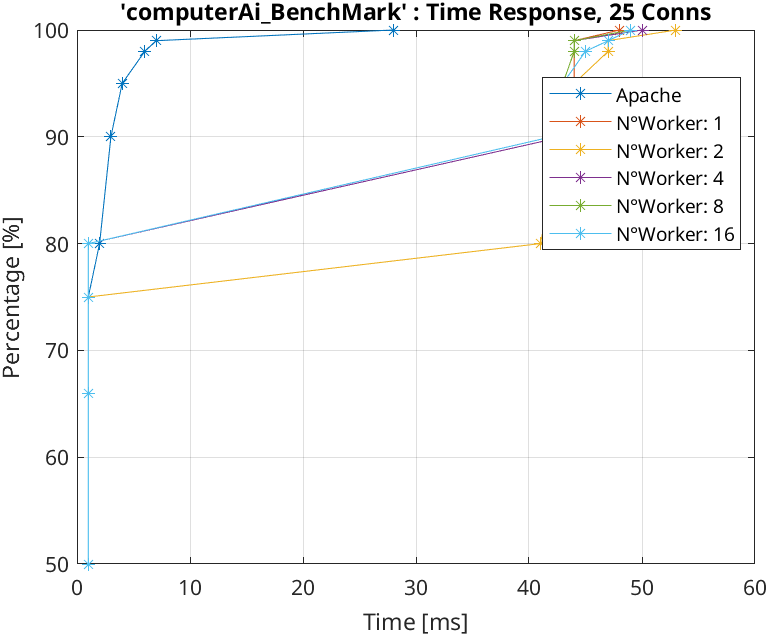 'computerAi_BenchMark' : Time Response, 25 Conns
100
90
80
70
60
50
Percentage [%]
Apache
N°Worker: 1
N°Worker: 2
N°Worker: 4
N°Worker: 8
N°Worker: 16
0 10 20 30 40 50 60
Time [ms]